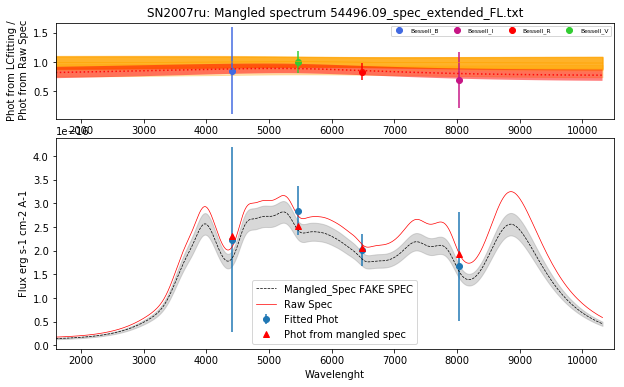 SN2007ru: Mangled spectrum 54496.09_spec_extended_FL.txt
Phot from LCfitting /
Phot from Raw Spec
1.5
1.0
0.5
Bessell_B
Bessell_I
Bessell_R
Bessell_V
2000 3000 4000 5000 6000 7000 8000 9000 10000
Flux erg s-1 cm-2 A-1
4.0
3.5
3.0
2.5
2.0
1.5
1.0
0.5
0.0
Mangled_Spec FAKE SPEC
Raw Spec
Fitted Phot
Phot from mangled spec
2000 3000 4000 5000 6000 7000 8000 9000 10000
Wavelenght